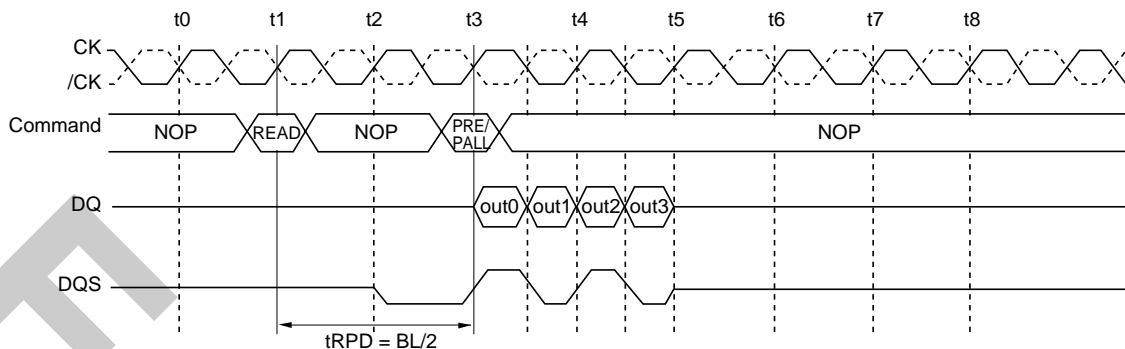 t0 t1 t2 t3 t4 t5 t6 t7 t8
CK
/CK
Command NOP READ NOP PRE/PALL NOP
DQ out0 out1 out2 out3
DQS
tRPD = BL/2